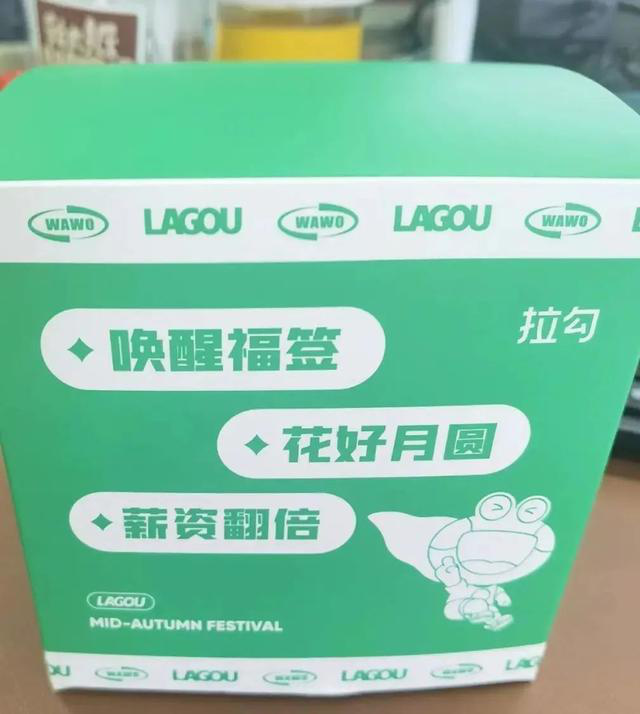 WAWO LAGOU WAWO LAGOU WAWO
拉勾
唤醒福签
花好月圆
薪资翻倍
LAGOU
MID-AUTUMN FESTIVAL
WAWO LAGOU WAWO LAGOU WAWO